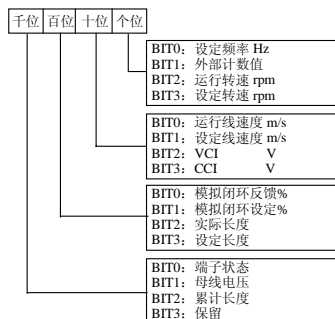 千位 百位 十位 个位
BIT0：设定频率 Hz
BIT1：外部计数值
BIT2：运行转速 rpm
BIT3：设定转速 rpm
BIT0：运行线速度 m/s
BIT1：设定线速度 m/s
BIT2：VCI V
BIT3：CCI V
BIT0：模拟闭环反馈%
BIT1：模拟闭环设定%
BIT2：实际长度
BIT3：设定长度
BIT0：端子状态
BIT1：母线电压
BIT2：累计长度
BIT3：保留